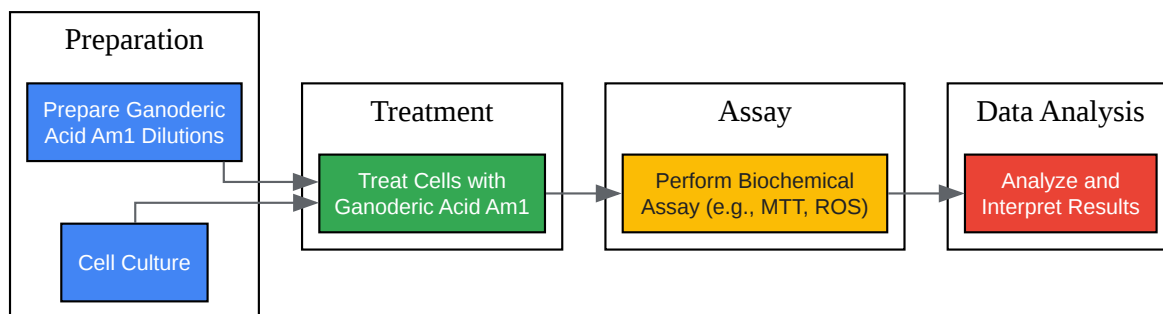 Preparation
Prepare Ganoderic
Acid Am1 Dilutions
Cell Culture
Treatment
Treat Cells with
Ganoderic Acid Am1
Assay
Perform Biochemical
Assay (e.g., MTT, ROS)
Data Analysis
Analyze and
Interpret Results